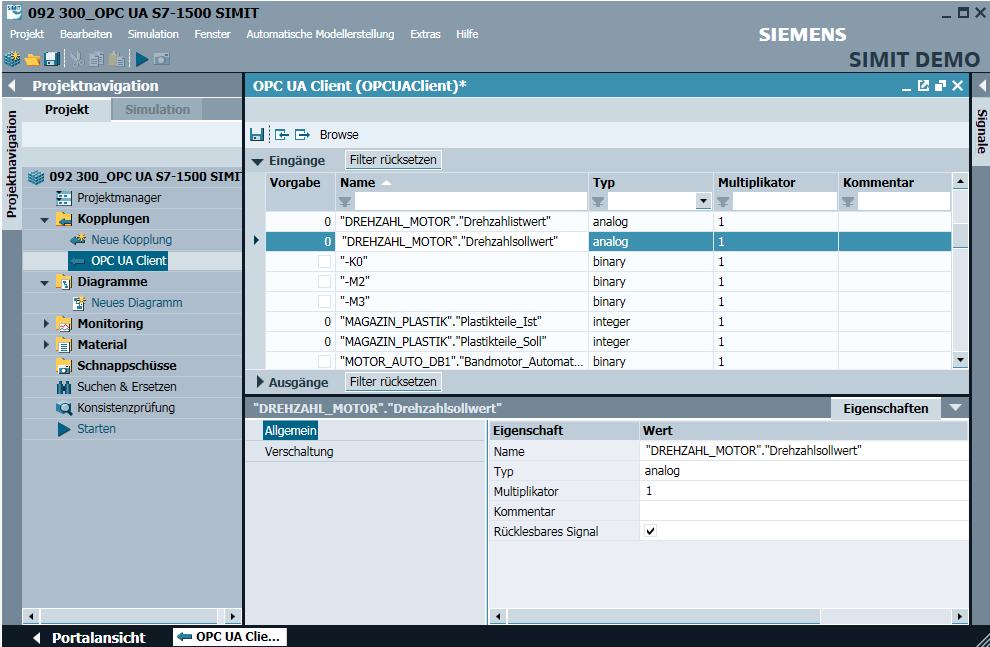 092 300_OPC UA S7-1500 SIMIT
Projekt Bearbeiten Simulation Fenster Automatische Modellerstellung Extras Hilfe
SIEMENS
SIMIT DEMO
Projektnavigation
Projektnavigation
Projekt Simulation
092 300_OPC UA S7-1500 SIMI
Projektmanager
Kopplungen
Neue Kopplung
OPC UA Client
Diagramme
Neues Diagramm
Monitoring
Material
Schnappschüsse
Suchen & Ersetzen
Konsistenzprüfung
Starten
OPC UA Client (OPCUAClient)*
Signale
Browse
Eingänge Filter rücksetzen
Vorgabe Name Typ Multiplikator Kommentar
0 "DREHZAHL_MOTOR"."Drehzahlistwert" analog 1
0 "DREHZAHL_MOTOR"."Drehzahlsollwert" analog 1
"-K0" binary 1
"-M2" binary 1
"-M3" binary 1
0 "MAGAZIN_PLASTIK"."Plastikteile_Ist" integer 1
0 "MAGAZIN_PLASTIK"."Plastikteile_Soll" integer 1
"MOTOR_AUTO_DB1"."Bandmotor_Automat... binary 1
Ausgänge Filter rücksetzen
"DREHZAHL_MOTOR"."Drehzahlsollwert" Eigenschaften
Allgemein
Verschaltung
Eigenschaft Wert
Name "DREHZAHL_MOTOR"."Drehzahlsollwert"
Typ analog
Multiplikator 1
Kommentar
Rücklesbares Signal
Portalansicht OPC UA Clie...